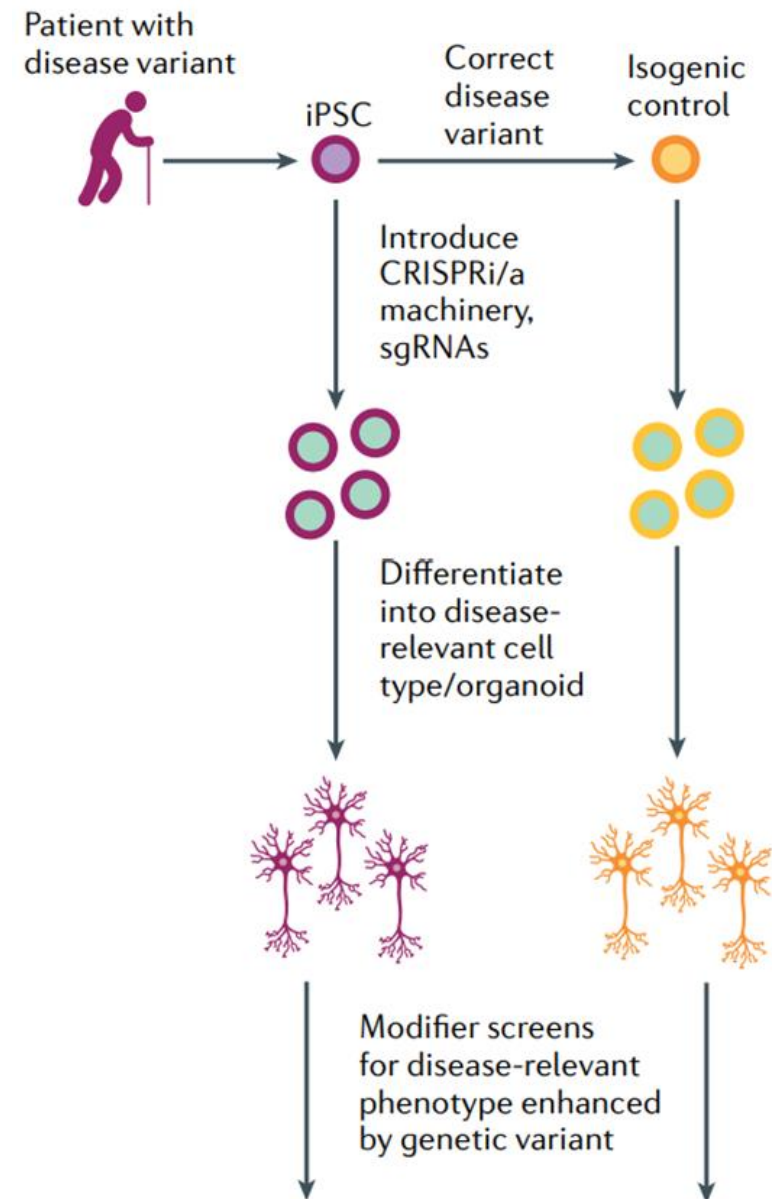 Patient with
disease variant
iPSC
Correct
disease
variant
Isogenic
control
Introduce
CRISPRi/a
machinery,
sgRNAs
Differentiate
into disease-
relevant cell
type/organoid
Modifier screens
for disease-relevant
phenotype enhanced
by genetic variant